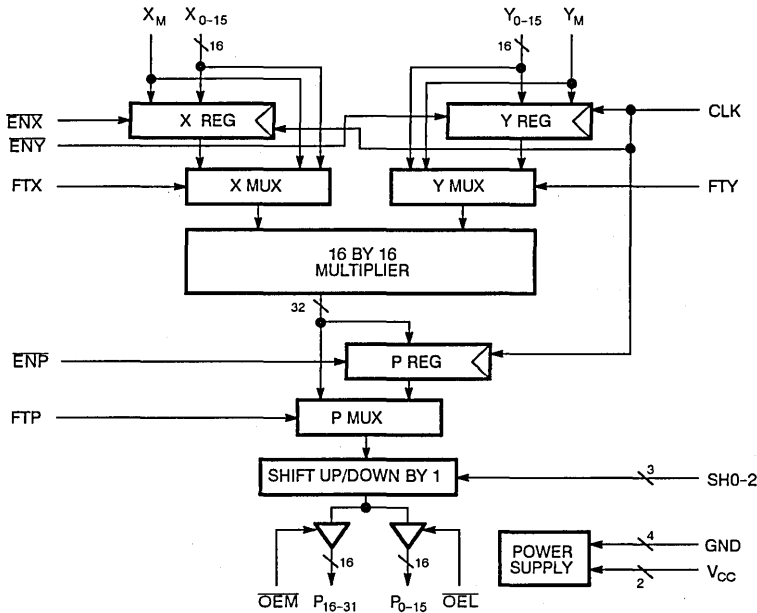 X_M X_0-15 Y_0-15 Y_M
16 16
ENX X REG Y REG CLK
ENY
FTX X MUX Y MUX FTY
16 BY 16
MULTIPLIER
32
ENP P REG
FTP P MUX
SHIFT UP/DOWN BY 1 3 SH0-2
16 16 POWER
SUPPLY 4 GND
2 V_CC
OEM P_16-31 P_0-15 OEL